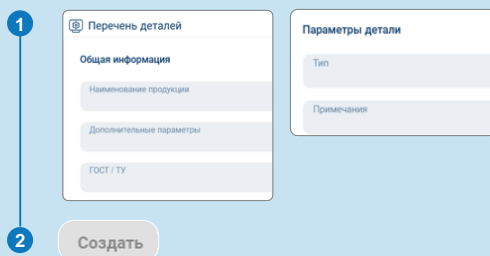 1
Перечень деталей
Общая информация
Наименование продукции
Дополнительные параметры
ГОСТ / ТУ
Параметры детали
Тип
Примечания
2
Создать